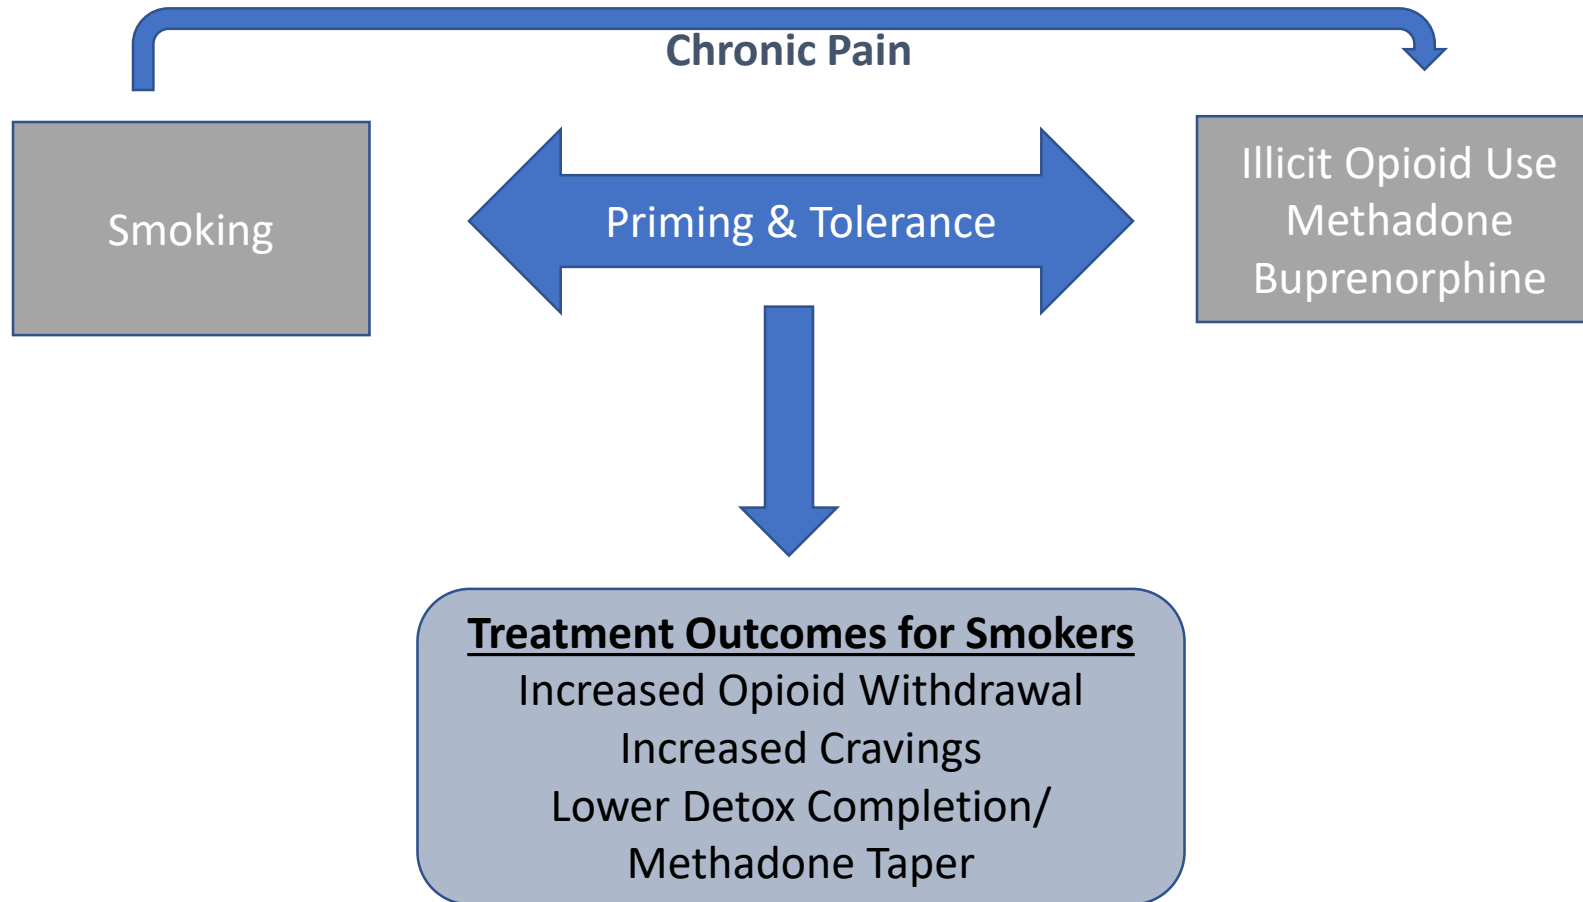 Chronic Pain
Smoking
Priming & Tolerance
Illicit Opioid Use
Methadone
Buprenorphine
Treatment Outcomes for Smokers
Increased Opioid Withdrawal
Increased Cravings
Lower Detox Completion/
Methadone Taper